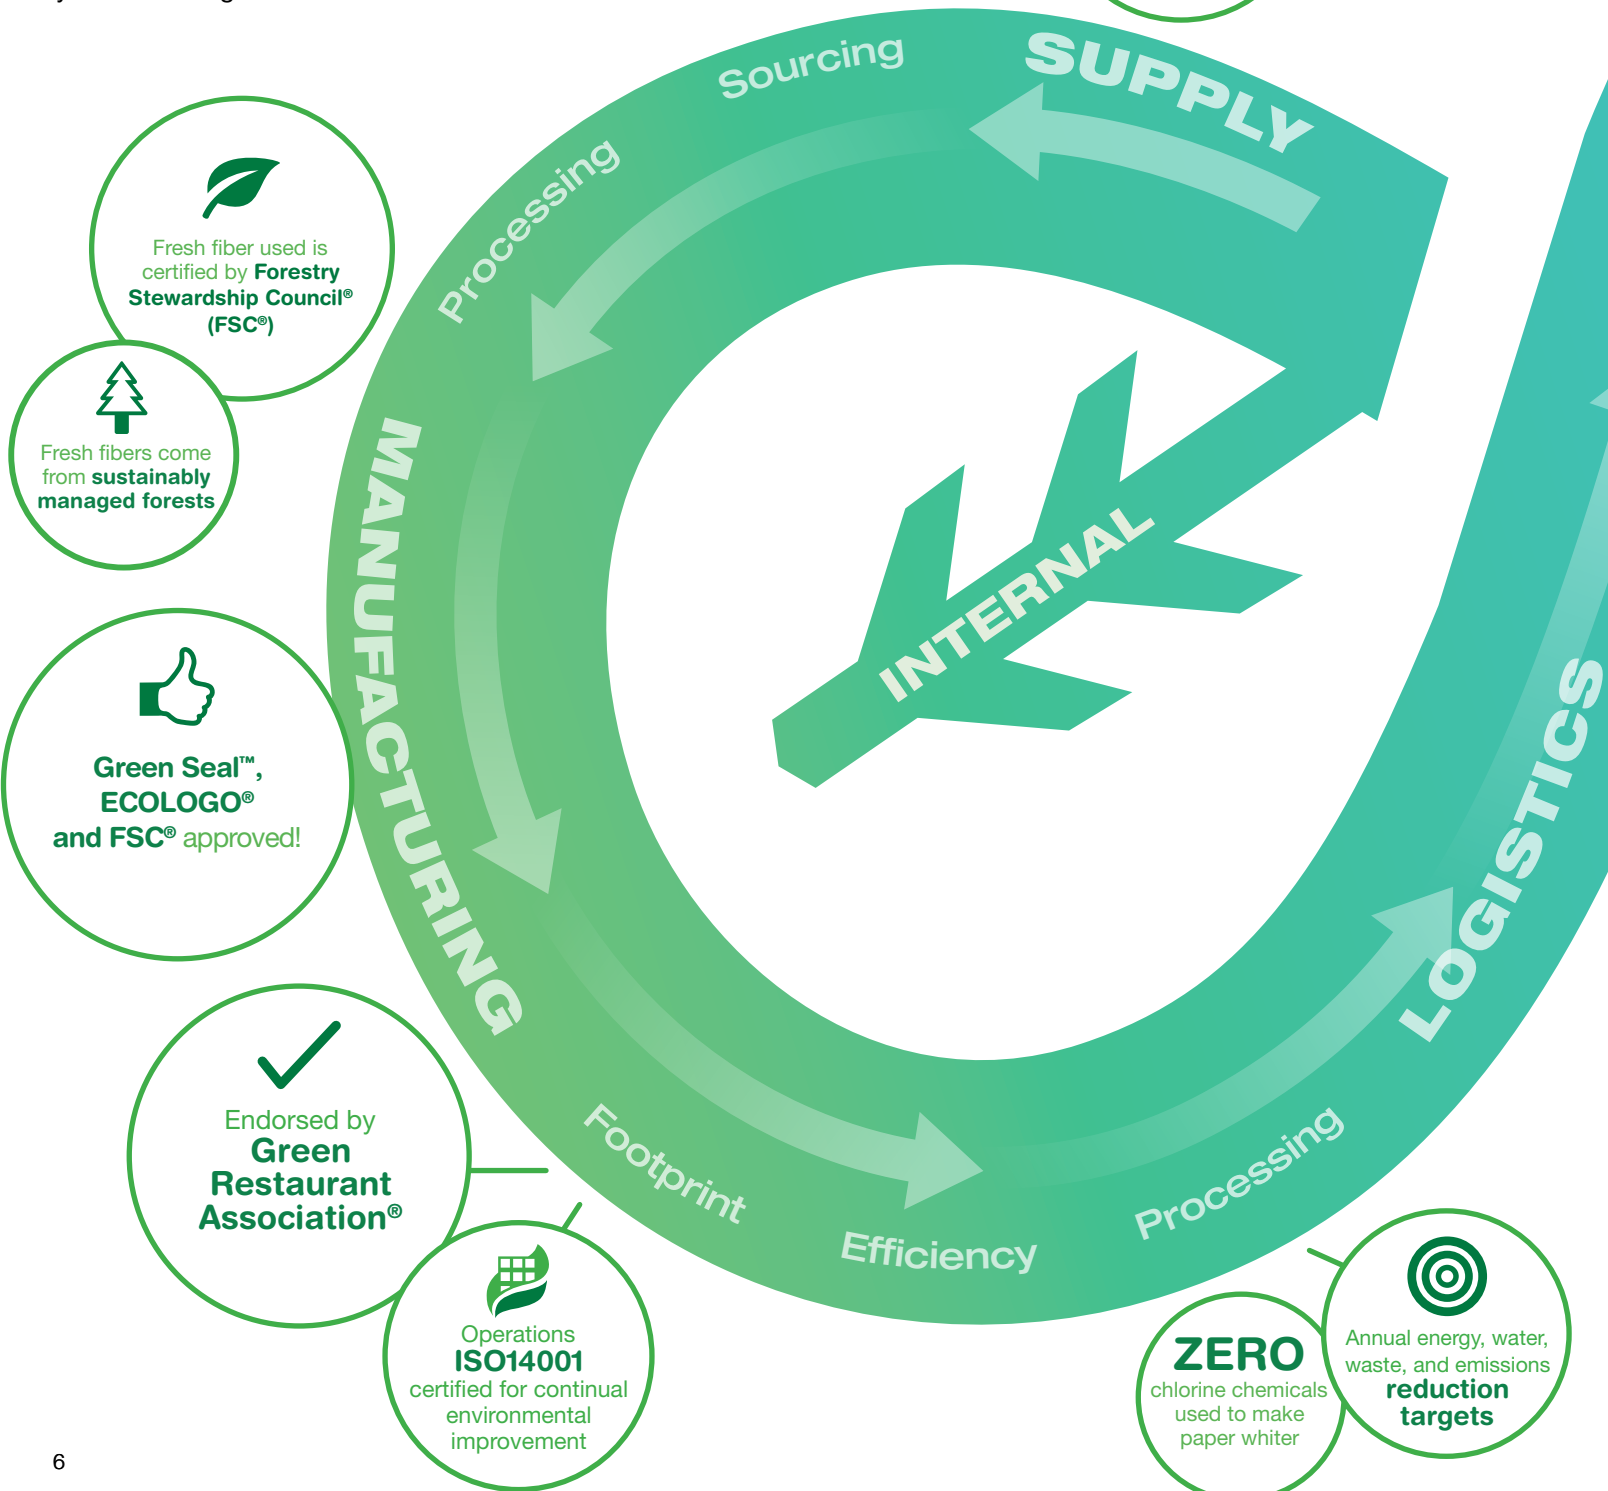 SUPPLY
Sourcing
Processing
Fresh fiber used is
certified by Forestry
Stewardship Council®
(FSC®)
Fresh fibers come
from sustainably
managed forests
MANUFACTURING
INTERNAL
Green Seal™,
ECOLOGO®
and FSC® approved!
LOGISTICS
Endorsed by
Green
Restaurant
Association®
Footprint
Efficiency
Processing
Operations
ISO14001
certified for continual
environmental
improvement
ZERO
chlorine chemicals
used to make
paper whiter
Annual energy, water,
waste, and emissions
reduction
targets
6